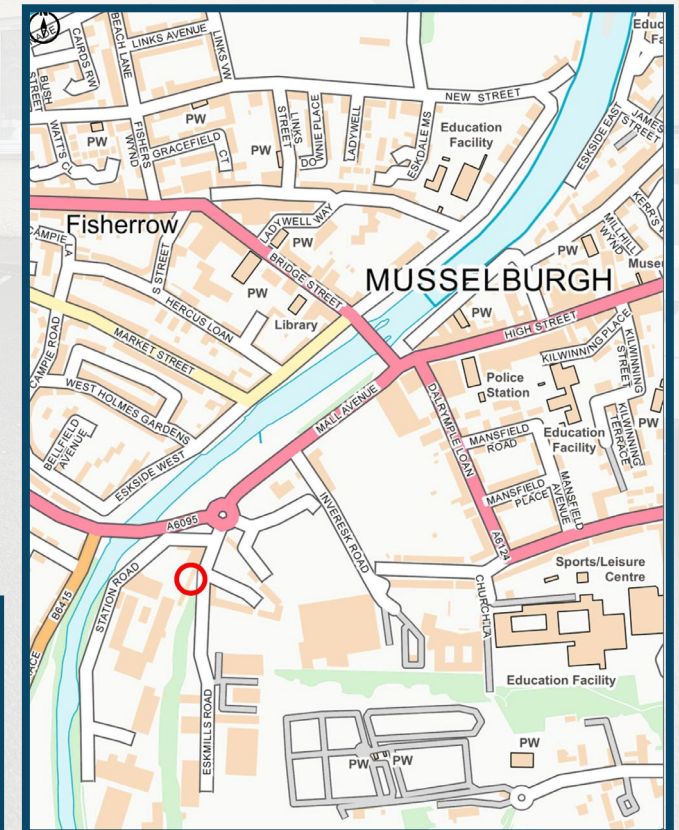 LINKS AVENUE
CAIRDS RW
BEACH LANE
LINKS VW
BUSH
STREET
WATT'S CL
PW
FISHERS
WYND
PW
GRACEFIELD
CT
PW
LINKS
STREET
LADYWELL
ESKDALE MS
NEW STREET
Education
Facility
ESKSIDE EAST
JAMES
STREET
Fisherrow
CAMPIE LA
STREET
LADYWELL WAY
PW
BRIDGE STREET
PW
Library
MUSSELBURGH
PW
MILLHILL
WYND
KERR'S
PW
HIGH STREET
KILWINNING PLACE
KILWINNING
STREET
HERCUS LOAN
MARKET STREET
CAMPIE ROAD
WEST HOLMES GARDENS
BELLFIELD
AVENUE
ESKSIDE WEST
MALL AVENUE
DALRYMPLE LOAN
Police
Station
MANSFIELD
ROAD
Education
Facility
KILWINNING
TERRACE
PW
MANSFIELD
PLACE
MANSFIELD
AVENUE
A6095
INVERESK ROAD
A6124
B6415
STATION ROAD
CHURCH LA
Sports/Leisure
Centre
Education Facility
ESKMILLS ROAD
PW
PW
PW